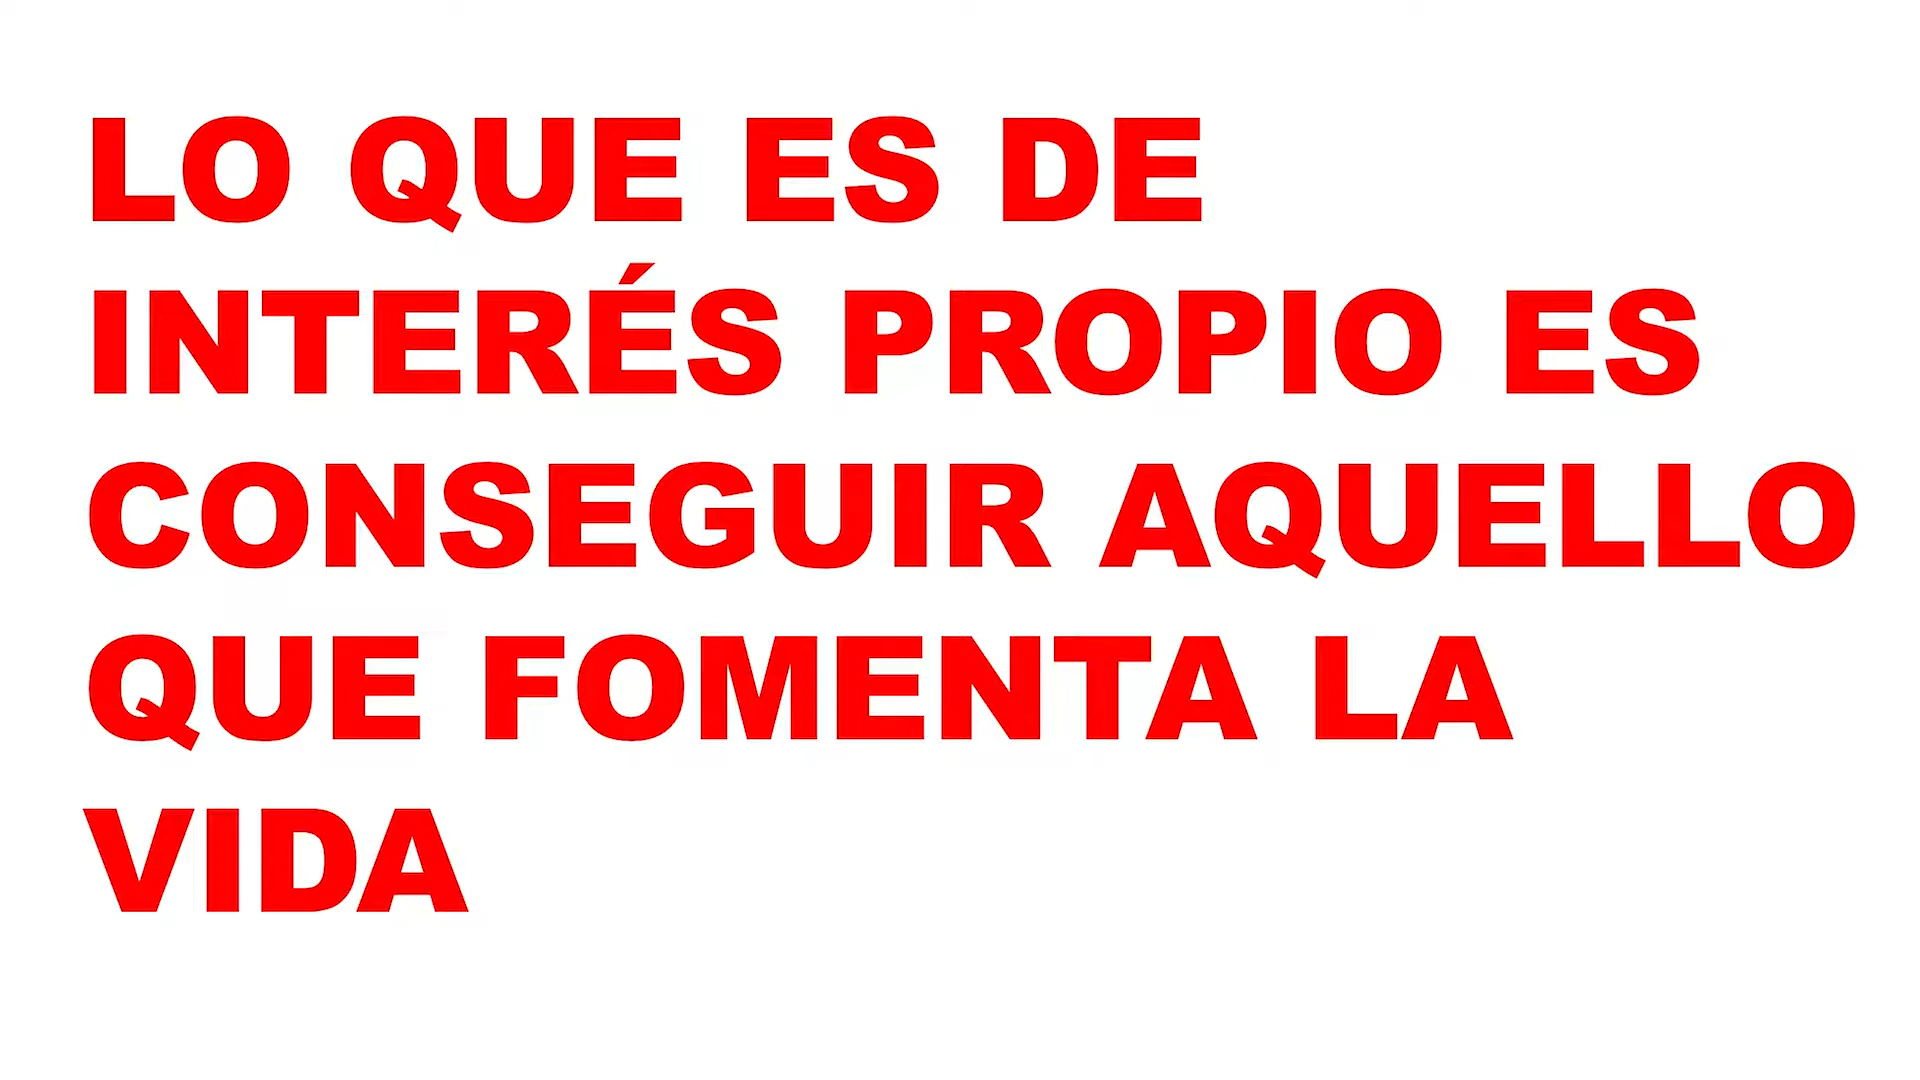 LO QUE ES DE
INTERÉS PROPIO ES
CONSEGUIR AQUELLO
QUE FOMENTA LA
VIDA